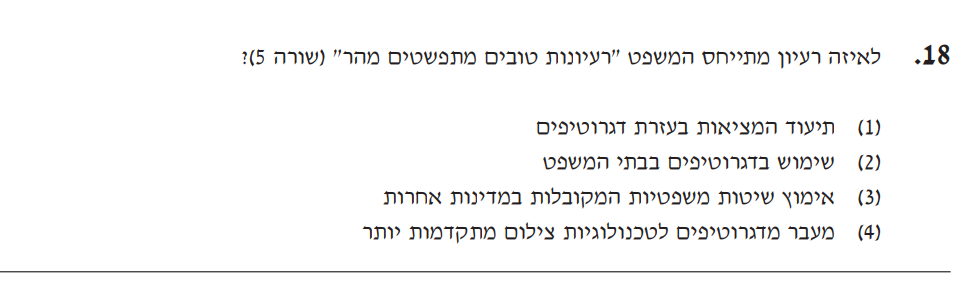 18. לאיזה רעיון מתייחס המשפט "רעיונות טובים מתפשטים מהר" (שורה 5)?
(1) תיעוד המציאות בעזרת דגרוטיפים
(2) שימוש בדגרוטיפים בבתי המשפט
(3) אימוץ שיטות משפטיות המקובלות במדינות אחרות
(4) מעבר מדגרוטיפים לטכנולוגיות צילום מתקדמות יותר